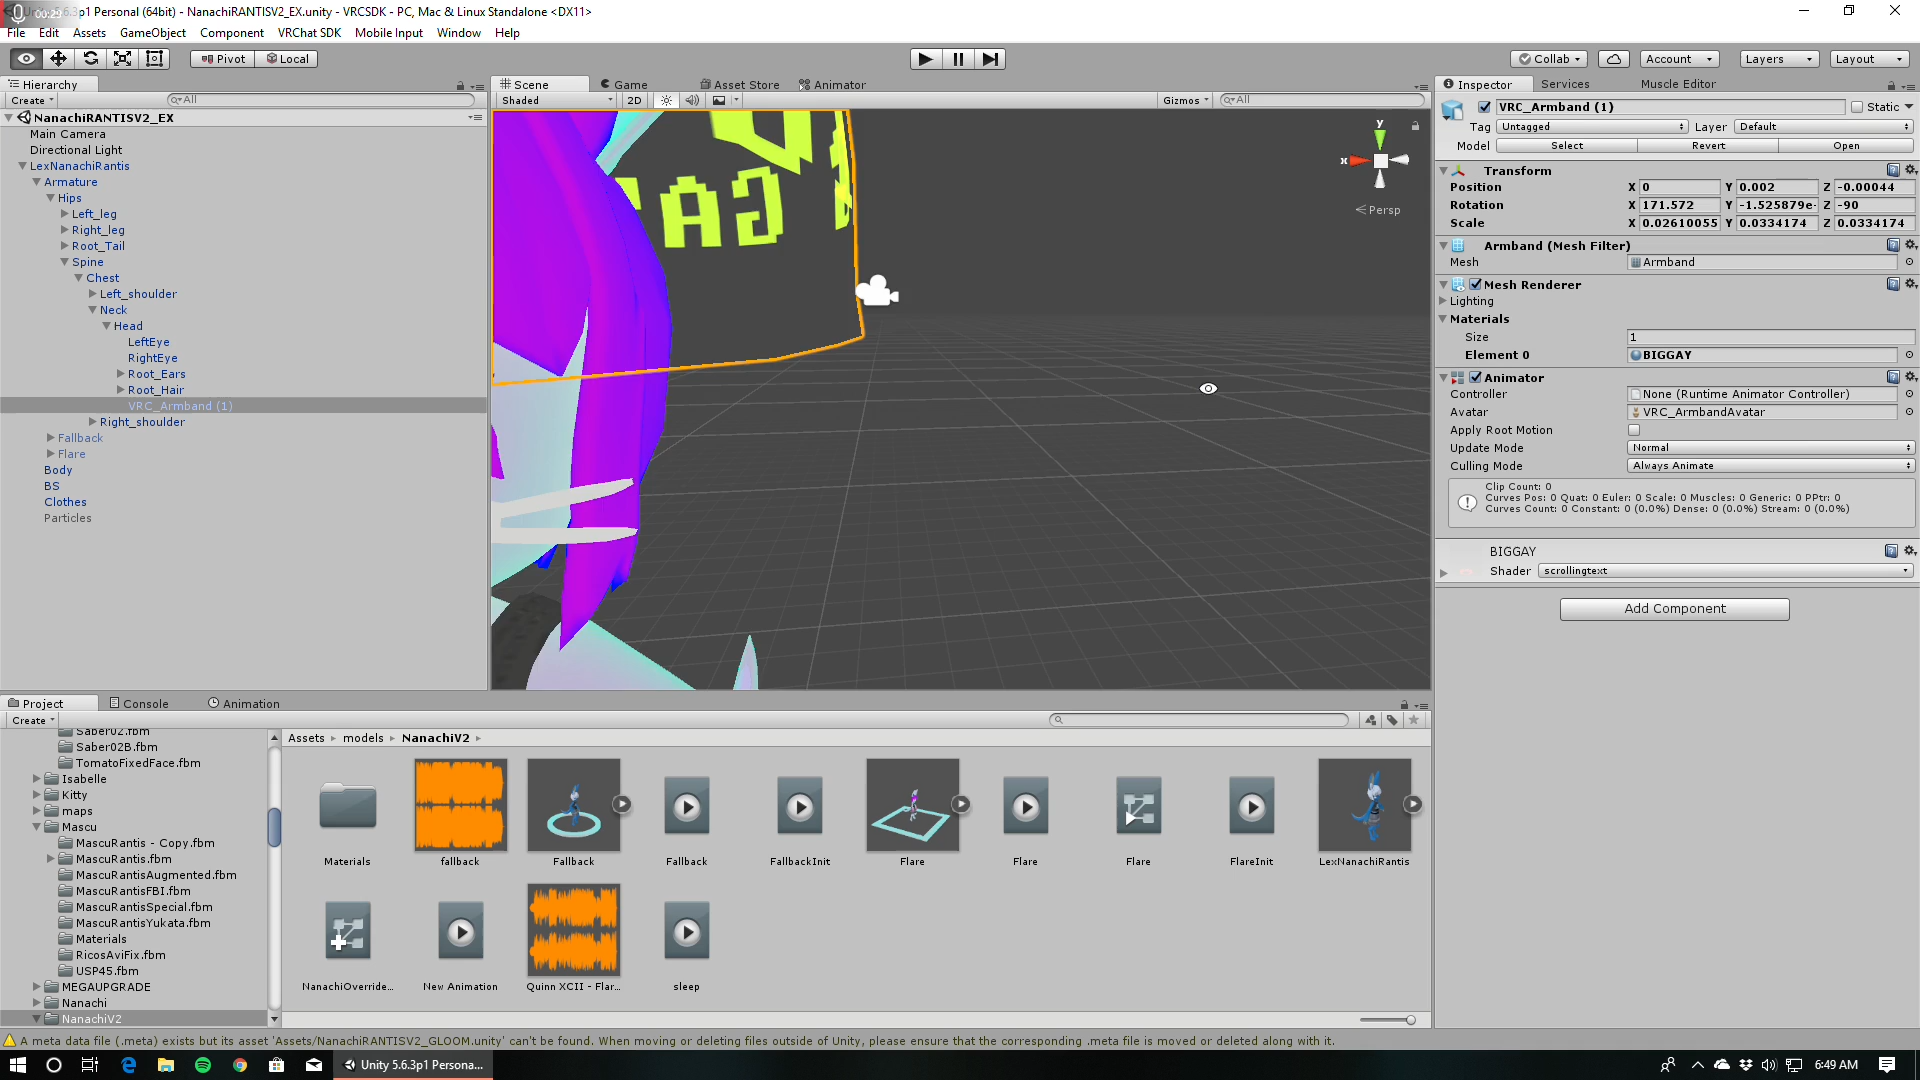 00:29
5.3p1 Personal (64bit) - NanachiRANTISV2_EX.unity - VRCSDK - PC, Mac & Linux Standalone <DX11>
File Edit Assets GameObject Component VRChat SDK Mobile Input Window Help
Pivot Local
Collab Account Layers Layout
Hierarchy
Create All
NanachiRANTISV2_EX
Main Camera
Directional Light
LexNanachiRantis
Armature
Hips
Left_leg
Right_leg
Root_Tail
Spine
Chest
Left_shoulder
Neck
Head
LeftEye
RightEye
Root_Ears
Root_Hair
VRC_Armband (1)
Right_shoulder
Fallback
Flare
Body
BS
Clothes
Particles
Scene Game Asset Store Animator
Shaded 2D Gizmos All
y
x
Persp
Inspector Services Muscle Editor
VRC_Armband (1) Static
Tag Untagged Layer Default
Model Select Revert Open
Transform
Position X 0 Y 0.002 Z -0.00044
Rotation X 171.572 Y -1.525879e- Z -90
Scale X 0.02610055 Y 0.0334174 Z 0.0334174
Armband (Mesh Filter)
Mesh Armband
Mesh Renderer
Lighting
Materials
Size 1
Element 0 BIGGAY
Animator
Controller None (Runtime Animator Controller)
Avatar VRC_ArmbandAvatar
Apply Root Motion
Update Mode Normal
Culling Mode Always Animate
Clip Count: 0
Curves Pos: 0 Quat: 0 Euler: 0 Scale: 0 Muscles: 0 Generic: 0 PPtr: 0
Curves Count: 0 Constant: 0 (0.0%) Dense: 0 (0.0%) Stream: 0 (0.0%)
BIGGAY
Shader scrollingtext
Add Component
Project Console Animation
Create
Saber02.fbm
Saber02B.fbm
TomatoFixedFace.fbm
Isabelle
Kitty
maps
Mascu
MascuRantis - Copy.fbm
MascuRantis.fbm
MascuRantisAugmented.fbm
MascuRantisFBI.fbm
MascuRantisSpecial.fbm
MascuRantisYukata.fbm
Materials
RicosAviFix.fbm
USP45.fbm
MEGAUPGRADE
Nanachi
NanachiV2
Assets models NanachiV2
Materials fallback Fallback Fallback FallbackInit Flare Flare Flare FlareInit LexNanachiRantis
NanachiOverride... New Animation Quinn XCII - Flar... sleep
A meta data file (.meta) exists but its asset 'Assets/NanachiRANTISV2_GLOOM.unity' can't be found. When moving or deleting files outside of Unity, please ensure that the corresponding .meta file is moved or deleted along with it.
Unity 5.6.3p1 Persona...
6:49 AM